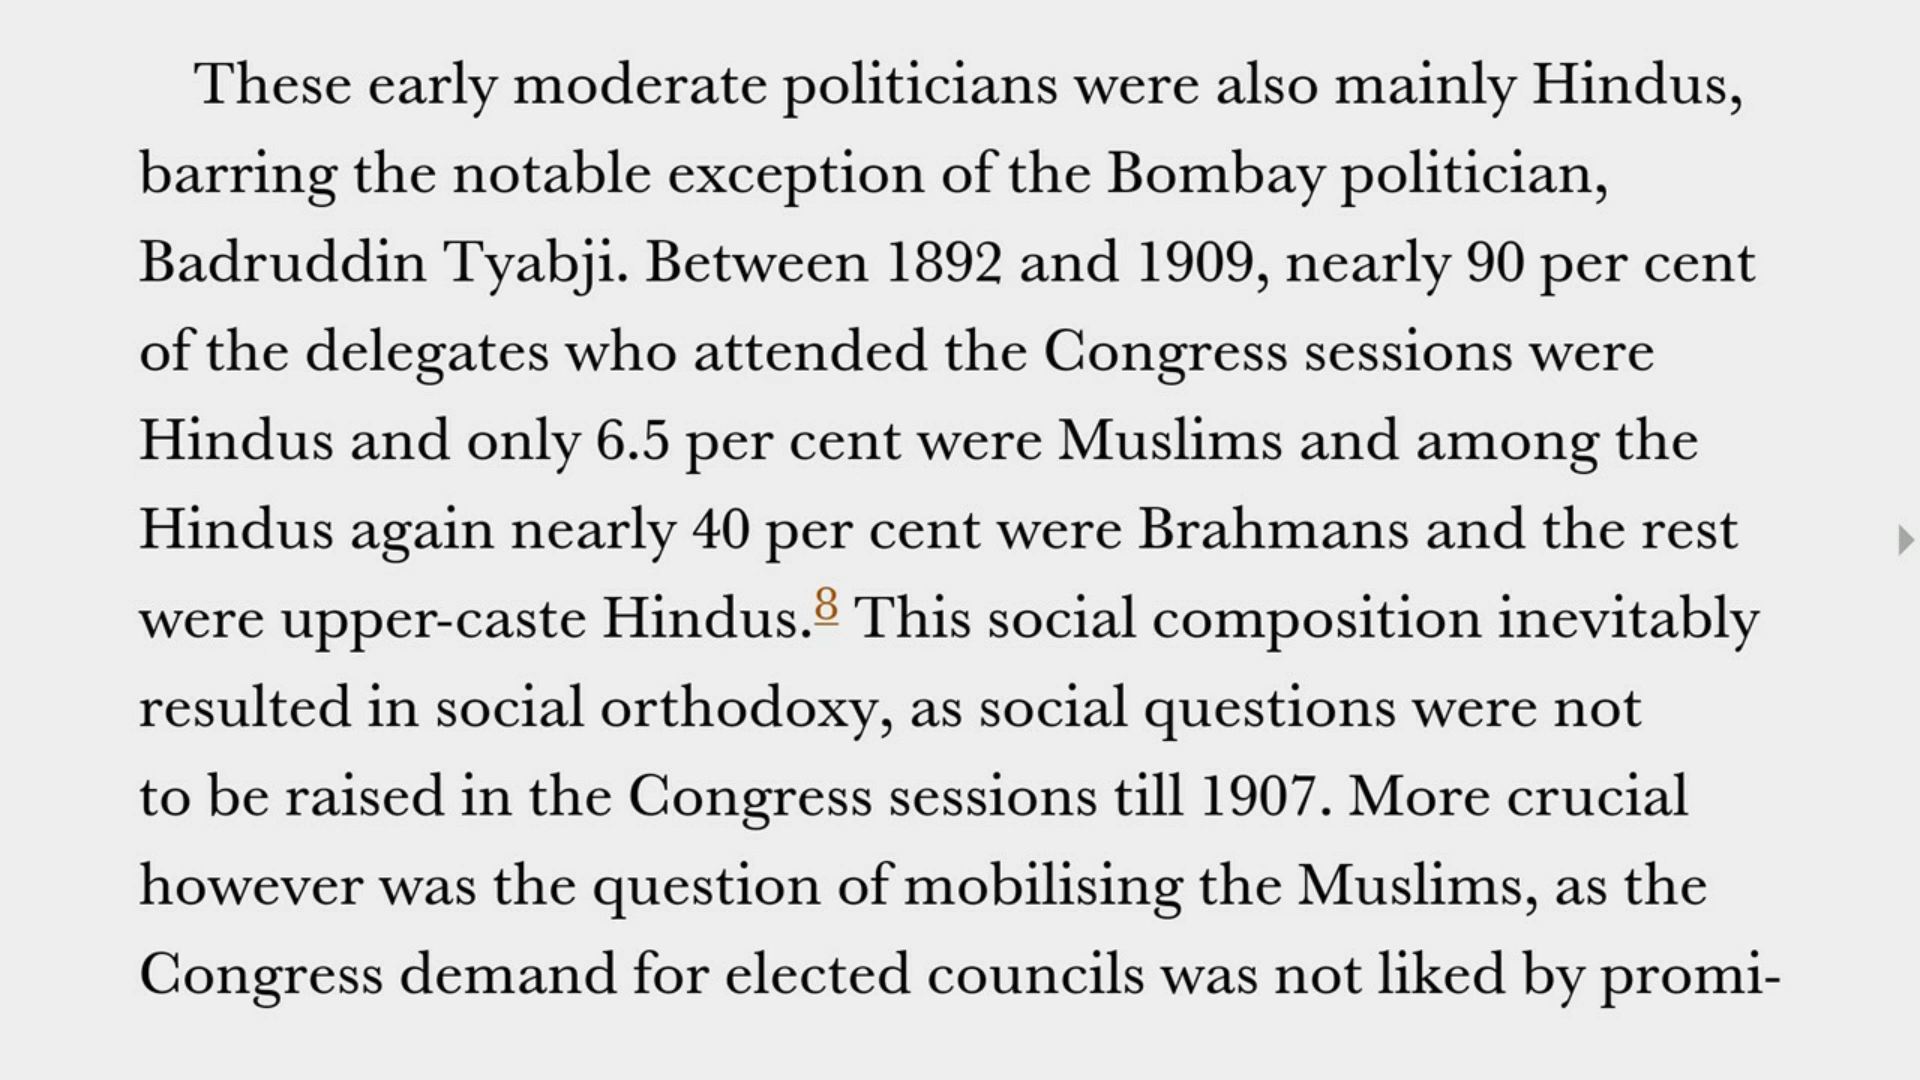 These early moderate politicians were also mainly Hindus,
barring the notable exception of the Bombay politician,
Badruddin Tyabji. Between 1892 and 1909, nearly 90 per cent
of the delegates who attended the Congress sessions were
Hindus and only 6.5 per cent were Muslims and among the
Hindus again nearly 40 per cent were Brahmans and the rest
were upper-caste Hindus.8 This social composition inevitably
resulted in social orthodoxy, as social questions were not
to be raised in the Congress sessions till 1907. More crucial
however was the question of mobilising the Muslims, as the
Congress demand for elected councils was not liked by promi-